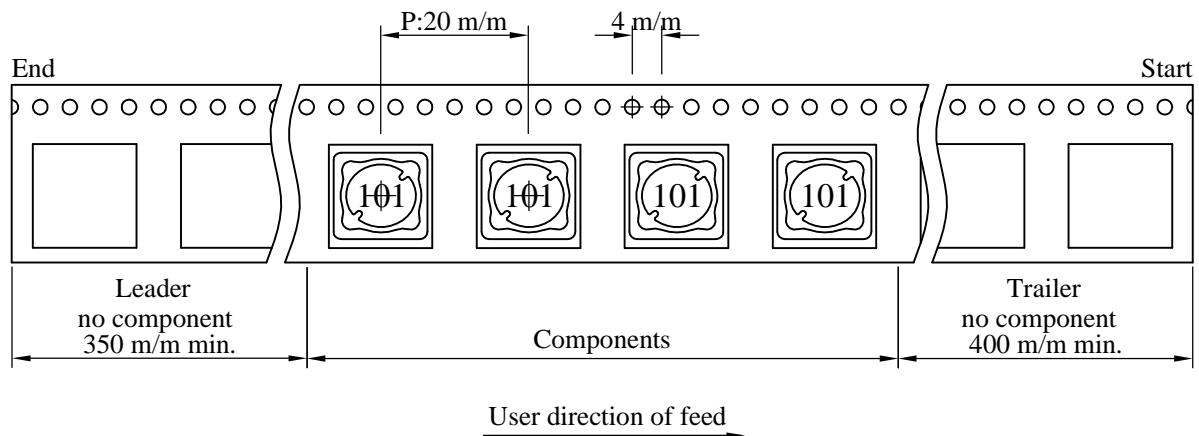 P:20 m/m
4 m/m
End
Start
101
101
101
101
Leader
no component
350 m/m min.
Components
Trailer
no component
400 m/m min.
User direction of feed